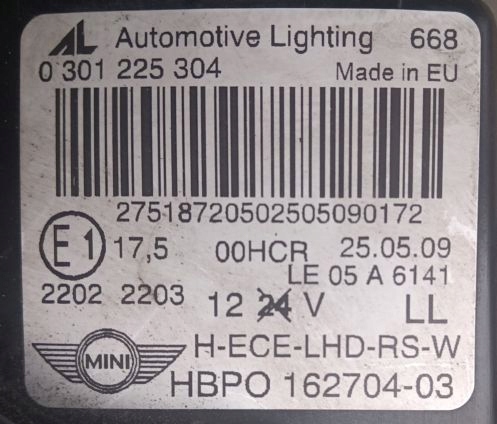 AL Automotive Lighting 668
0 301 225 304 Made in EU
27518720502505090172
E1 17,5 00HCR 25.05.09
LE 05 A 6141
2202 2203 12 24 V LL
MINI H-ECE-LHD-RS-W
HBPO 162704-03